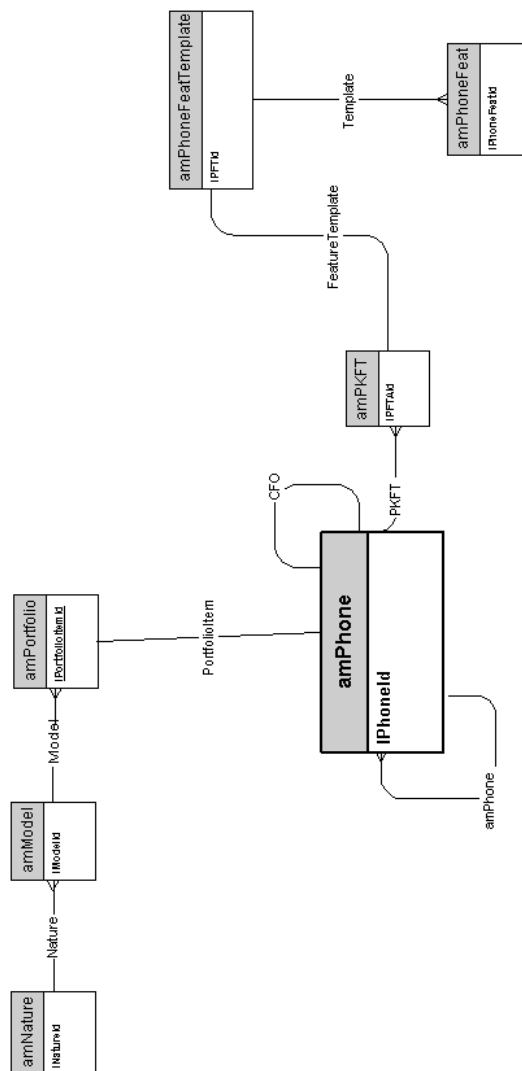 amNature
lNatureId
Nature
amModel
lModelId
Model
amPortfolio
lPortfolioItemId
PortfolioItem
amPhoneFeatTemplate
lPFTId
CFO
FeatureTemplate
Template
amPhone
lPhoneId
amPKFT
lPFTAId
PKFT
amPhoneFeat
lPhoneFeatId
amPhone